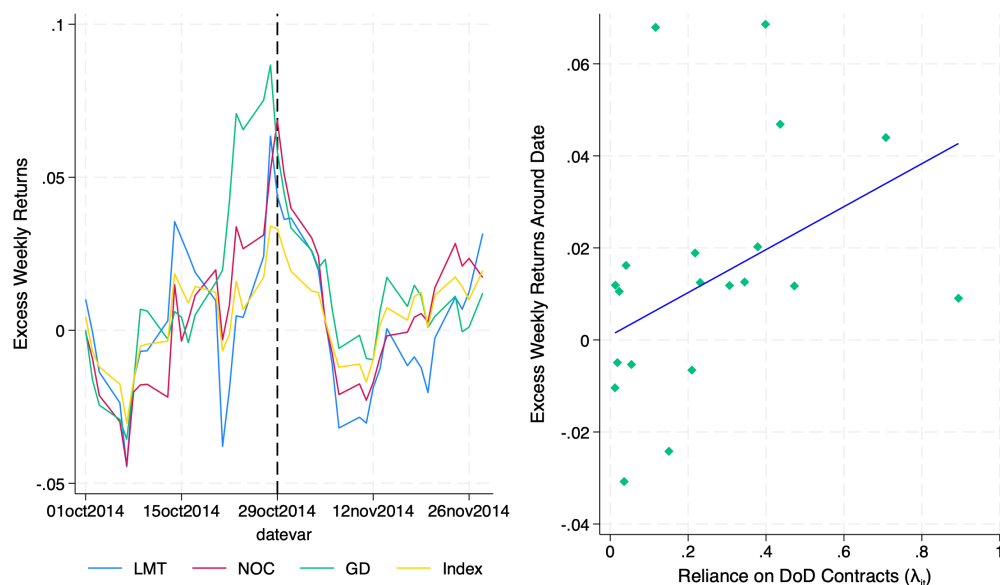 Excess Weekly Returns
.1
.05
0
-.05
01oct2014 15oct2014 29oct2014 12nov2014 26nov2014
datevar
LMT NOC GD Index
Excess Weekly Returns Around Date
.06
.04
.02
0
-.02
-.04
0 .2 .4 .6 .8 1
Reliance on DoD Contracts (λ